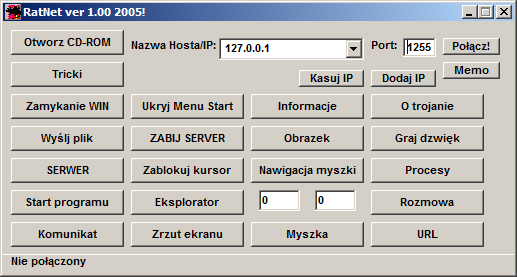 RatNet ver 1.00 2005!
Otworz CD-ROM
Nazwa Hosta/IP: 127.0.0.1 Port: 1255 Połącz!
Tricki Kasuj IP Dodaj IP Memo
Zamykanie WIN Ukryj Menu Start Informacje O trojanie
Wyślj plik ZABIJ SERVER Obrazek Graj dzwięk
SERWER Zablokuj kursor Nawigacja myszki Procesy
Start programu Eksplorator 0 0 Rozmowa
Komunikat Zrzut ekranu Myszka URL
Nie połączony